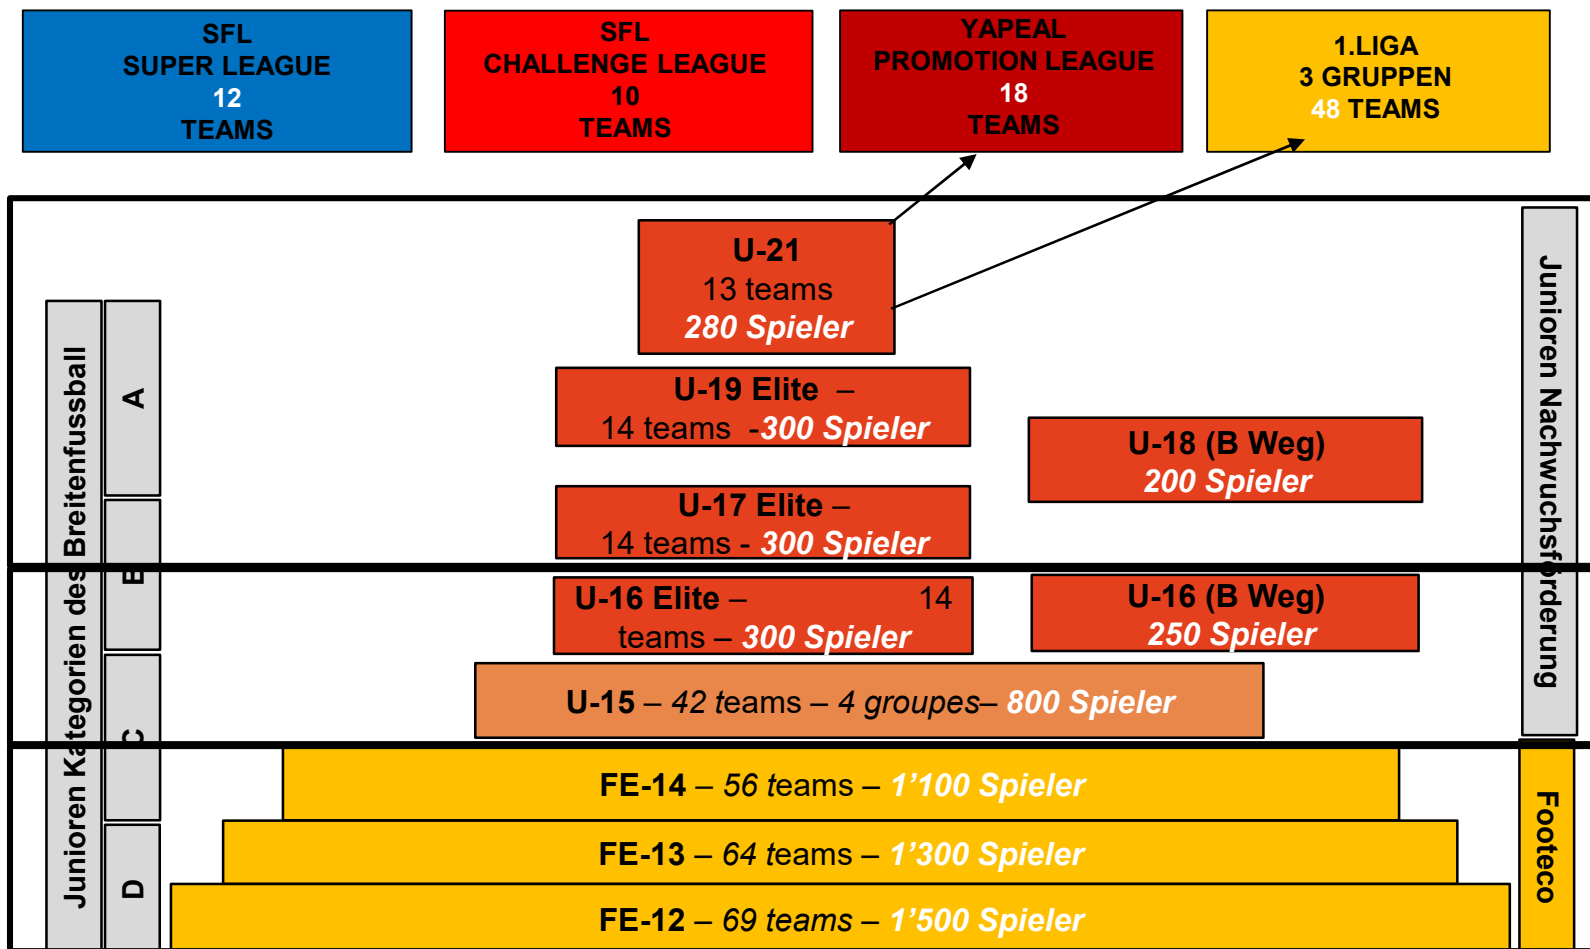 SFL
SUPER LEAGUE
12
TEAMS
SFL
CHALLENGE LEAGUE
10
TEAMS
YAPEAL
PROMOTION LEAGUE
18
TEAMS
1.LIGA
3 GRUPPEN
48 TEAMS
Junioren Kategorien des Breitenfussball
A
B
C
D
U-21
13 teams
280 Spieler
U-19 Elite –
14 teams -300 Spieler
U-18 (B Weg)
200 Spieler
U-17 Elite –
14 teams - 300 Spieler
U-16 Elite – 14
teams – 300 Spieler
U-16 (B Weg)
250 Spieler
U-15 – 42 teams – 4 groupes– 800 Spieler
FE-14 – 56 teams – 1’100 Spieler
FE-13 – 64 teams – 1’300 Spieler
FE-12 – 69 teams – 1’500 Spieler
Junioren Nachwuchsförderung
Footeco